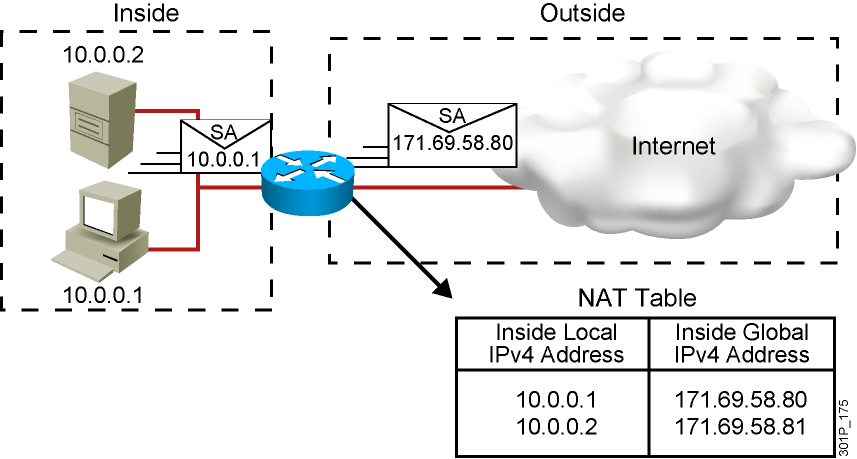 Inside
Outside
10.0.0.2
SA
10.0.0.1
SA
171.69.58.80
Internet
10.0.0.1
NAT Table
Inside Local
IPv4 Address
Inside Global
IPv4 Address
10.0.0.1
171.69.58.80
10.0.0.2
171.69.58.81
301P_175